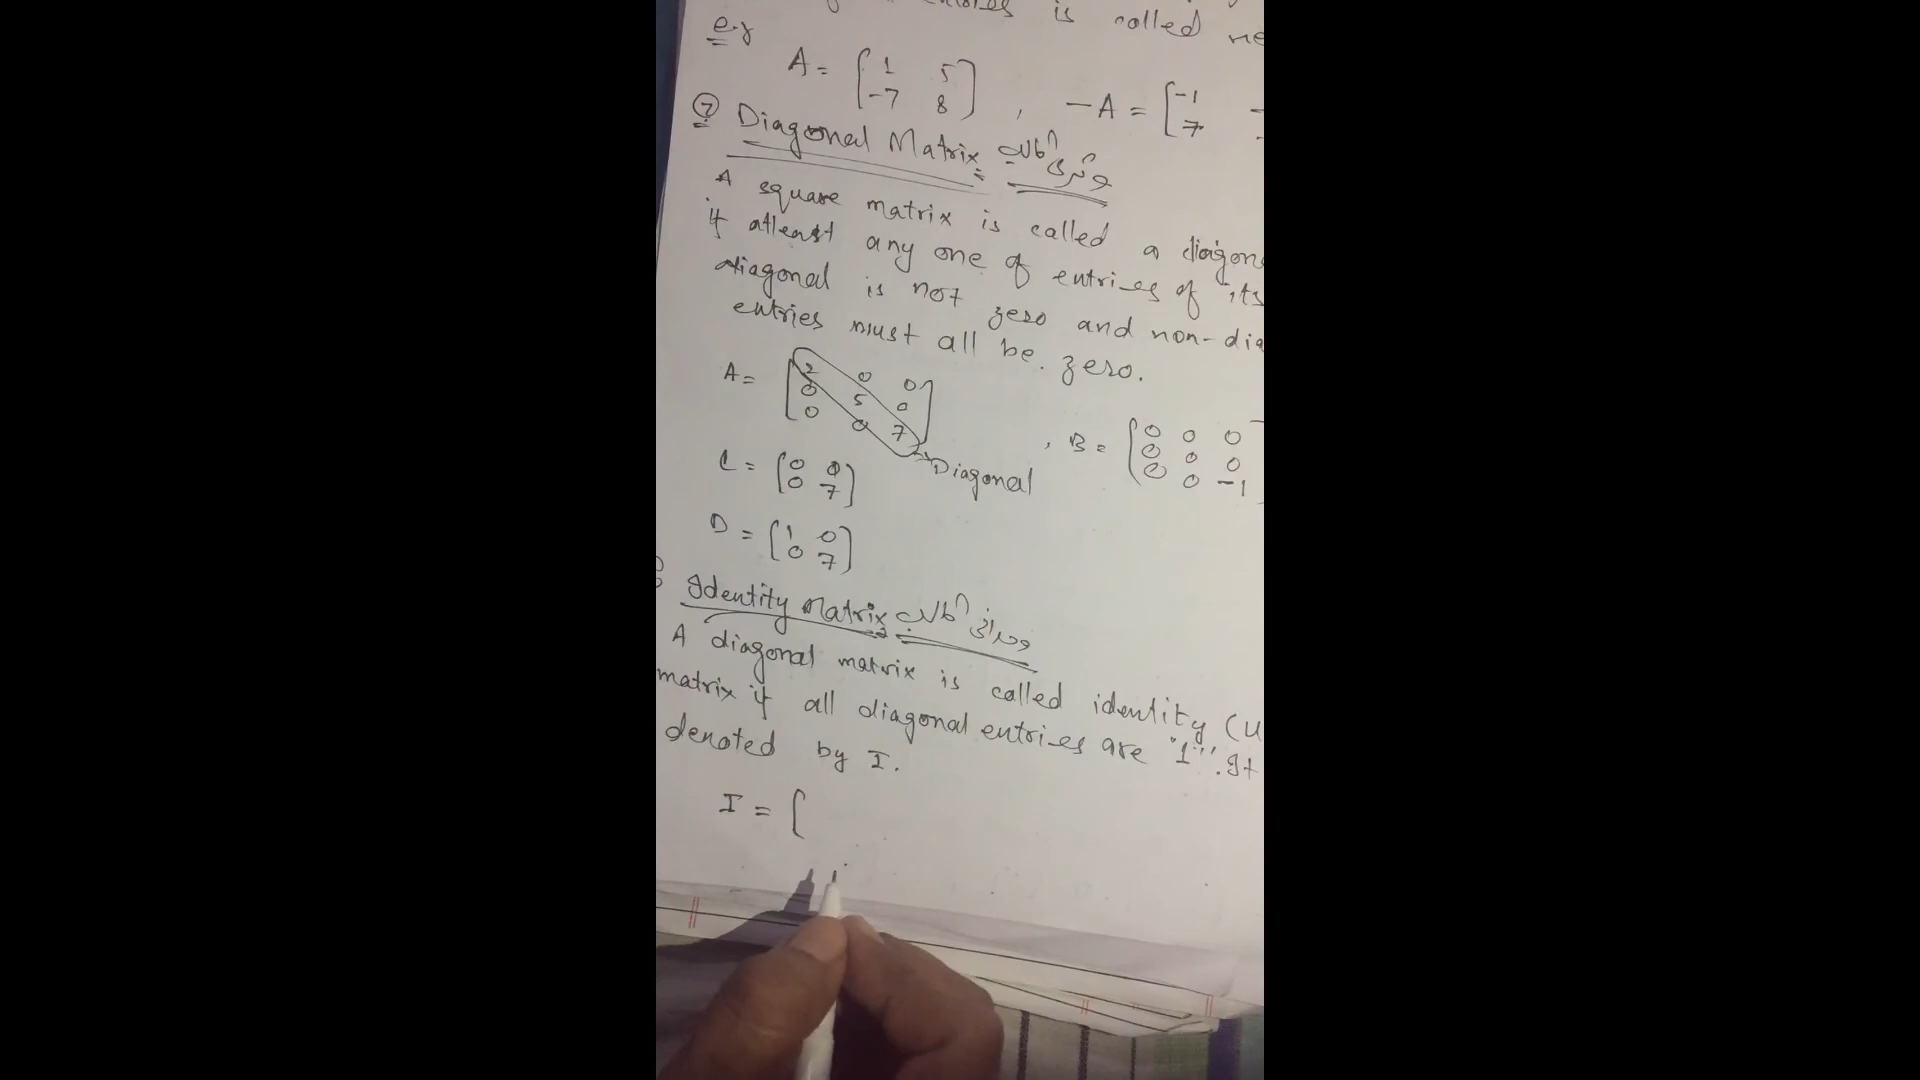 is called ne
e.g
A = [1 5
-7 8] , -A = [-1
7
7 Diagonal Matrix وتری قالب
A square matrix is called a diagon
if atleast any one of entries of its
diagonal is not zero and non-dia
entries must all be zero.
A = [2 0 0
0 5 0
0 0 7]
Diagonal
, B = [0 0 0
0 0 0
0 0 -1]
C = [0 0
0 7]
D = [1 0
0 7]
Identity Matrix وحدانی قالب
A diagonal matrix is called identity (U
matrix if all diagonal entries are "1". It
denoted by I.
I = [